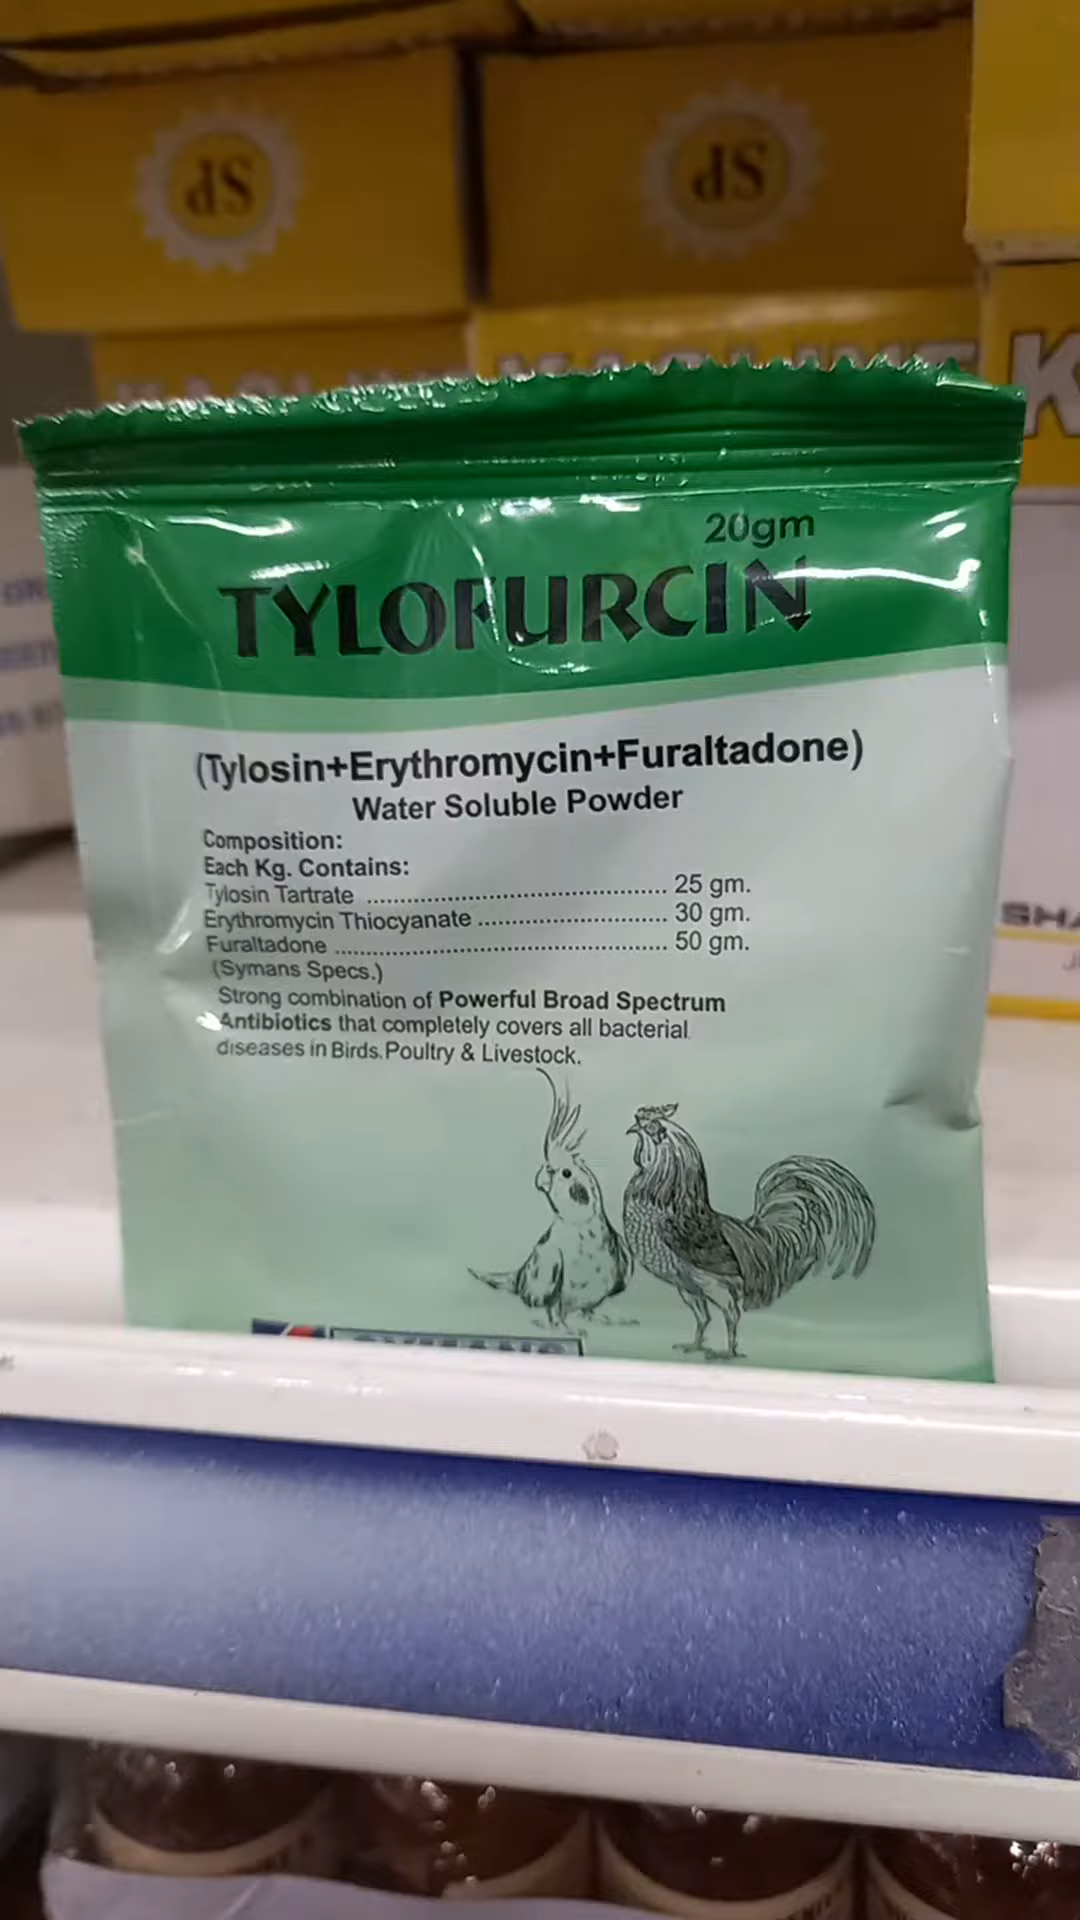 dS
dS
K
20gm
TYLOFURCIN
(Tylosin+Erythromycin+Furaltadone)
Water Soluble Powder
Composition:
Each Kg. Contains:
Tylosin Tartrate ........................................ 25 gm.
Erythromycin Thiocyanate ......................... 30 gm.
Furaltadone ............................................. 50 gm.
(Symans Specs.)
Strong combination of Powerful Broad Spectrum
Antibiotics that completely covers all bacterial
diseases in Birds.Poultry & Livestock.